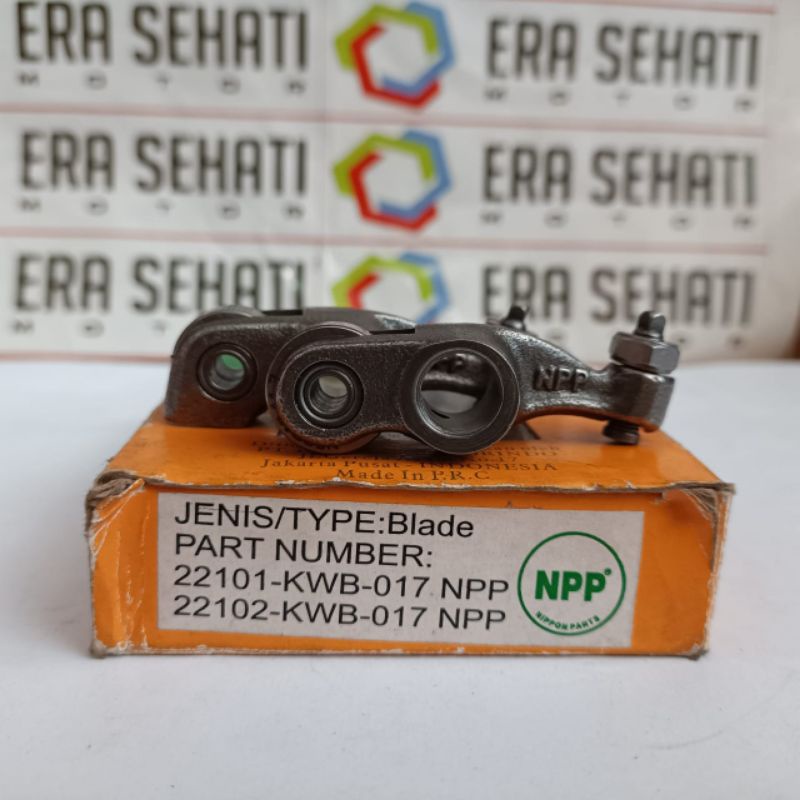 ERA SEHATI
MOTOR
ERA SEHATI
MOTOR
ERA SEHATI
MOTOR
ERA SEHATI
MOTOR
ERA SEHATI
ERA SEHATI
NPP
Jakarta Pusat - INDONESIA
Made In P.R.C
JENIS/TYPE:Blade
PART NUMBER:
22101-KWB-017 NPP
22102-KWB-017 NPP
NPP®
NIPPON PARTS